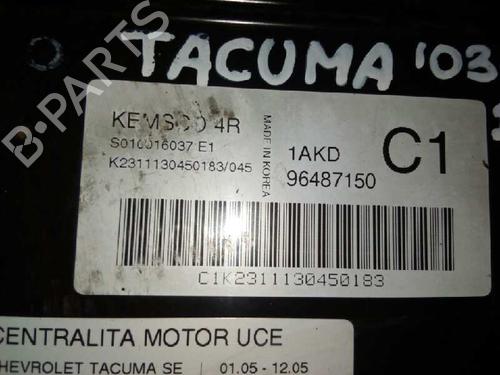 TACUMA '03
KEMSCO 4R
S010016037 E1
K2311130450183/045
MADE IN KOREA
1AKD
96487150
C1
C1K2311130450183
CENTRALITA MOTOR UCE
CHEVROLET TACUMA SE | 01.05 - 12.05
B-PARTS